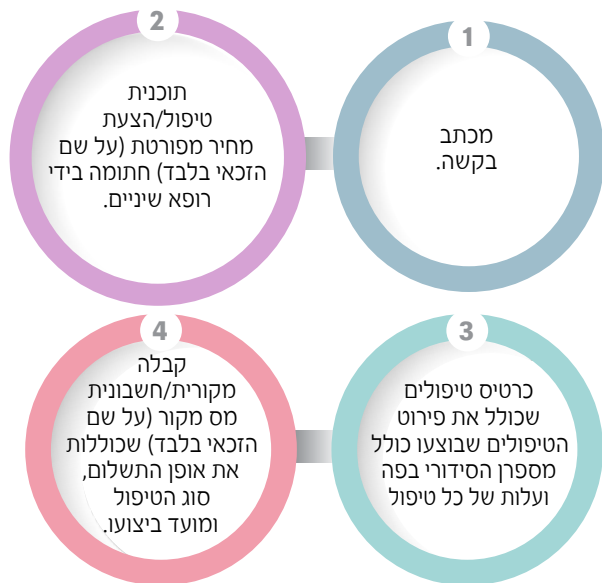 1
מכתב
בקשה.
2
תוכנית
טיפול/הצעת
מחיר מפורטת (על שם
הזכאי בלבד) חתומה בידי
רופא שיניים.
3
כרטיס טיפולים
שכולל את פירוט
הטיפולים שבוצעו כולל
מספרן הסידורי בפה
ועלות של כל טיפול
4
קבלה
מקורית/חשבונית
מס מקור (על שם
הזכאי בלבד) שכוללות
את אופן התשלום,
סוג הטיפול
ומועד ביצועו.